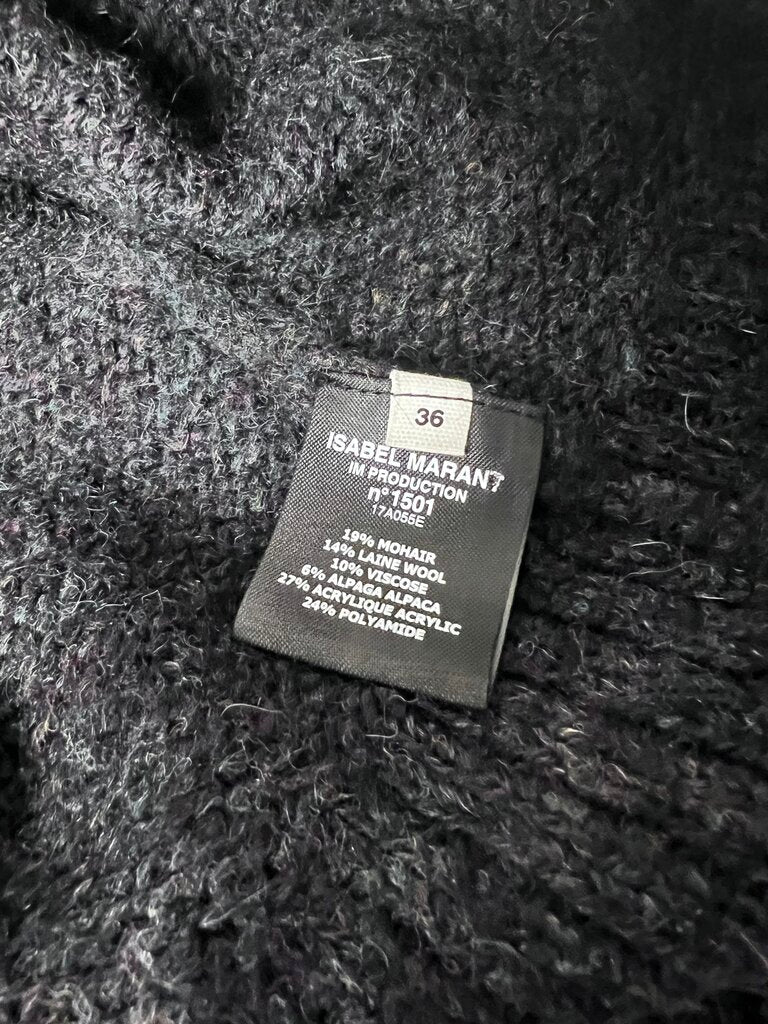 36
ISABEL MARANT
IM PRODUCTION
n°1501
17A055E
19% MOHAIR
14% LAINE WOOL
10% VISCOSE
6% ALPAGA ALPACA
27% ACRYLIQUE ACRYLIC
24% POLYAMIDE